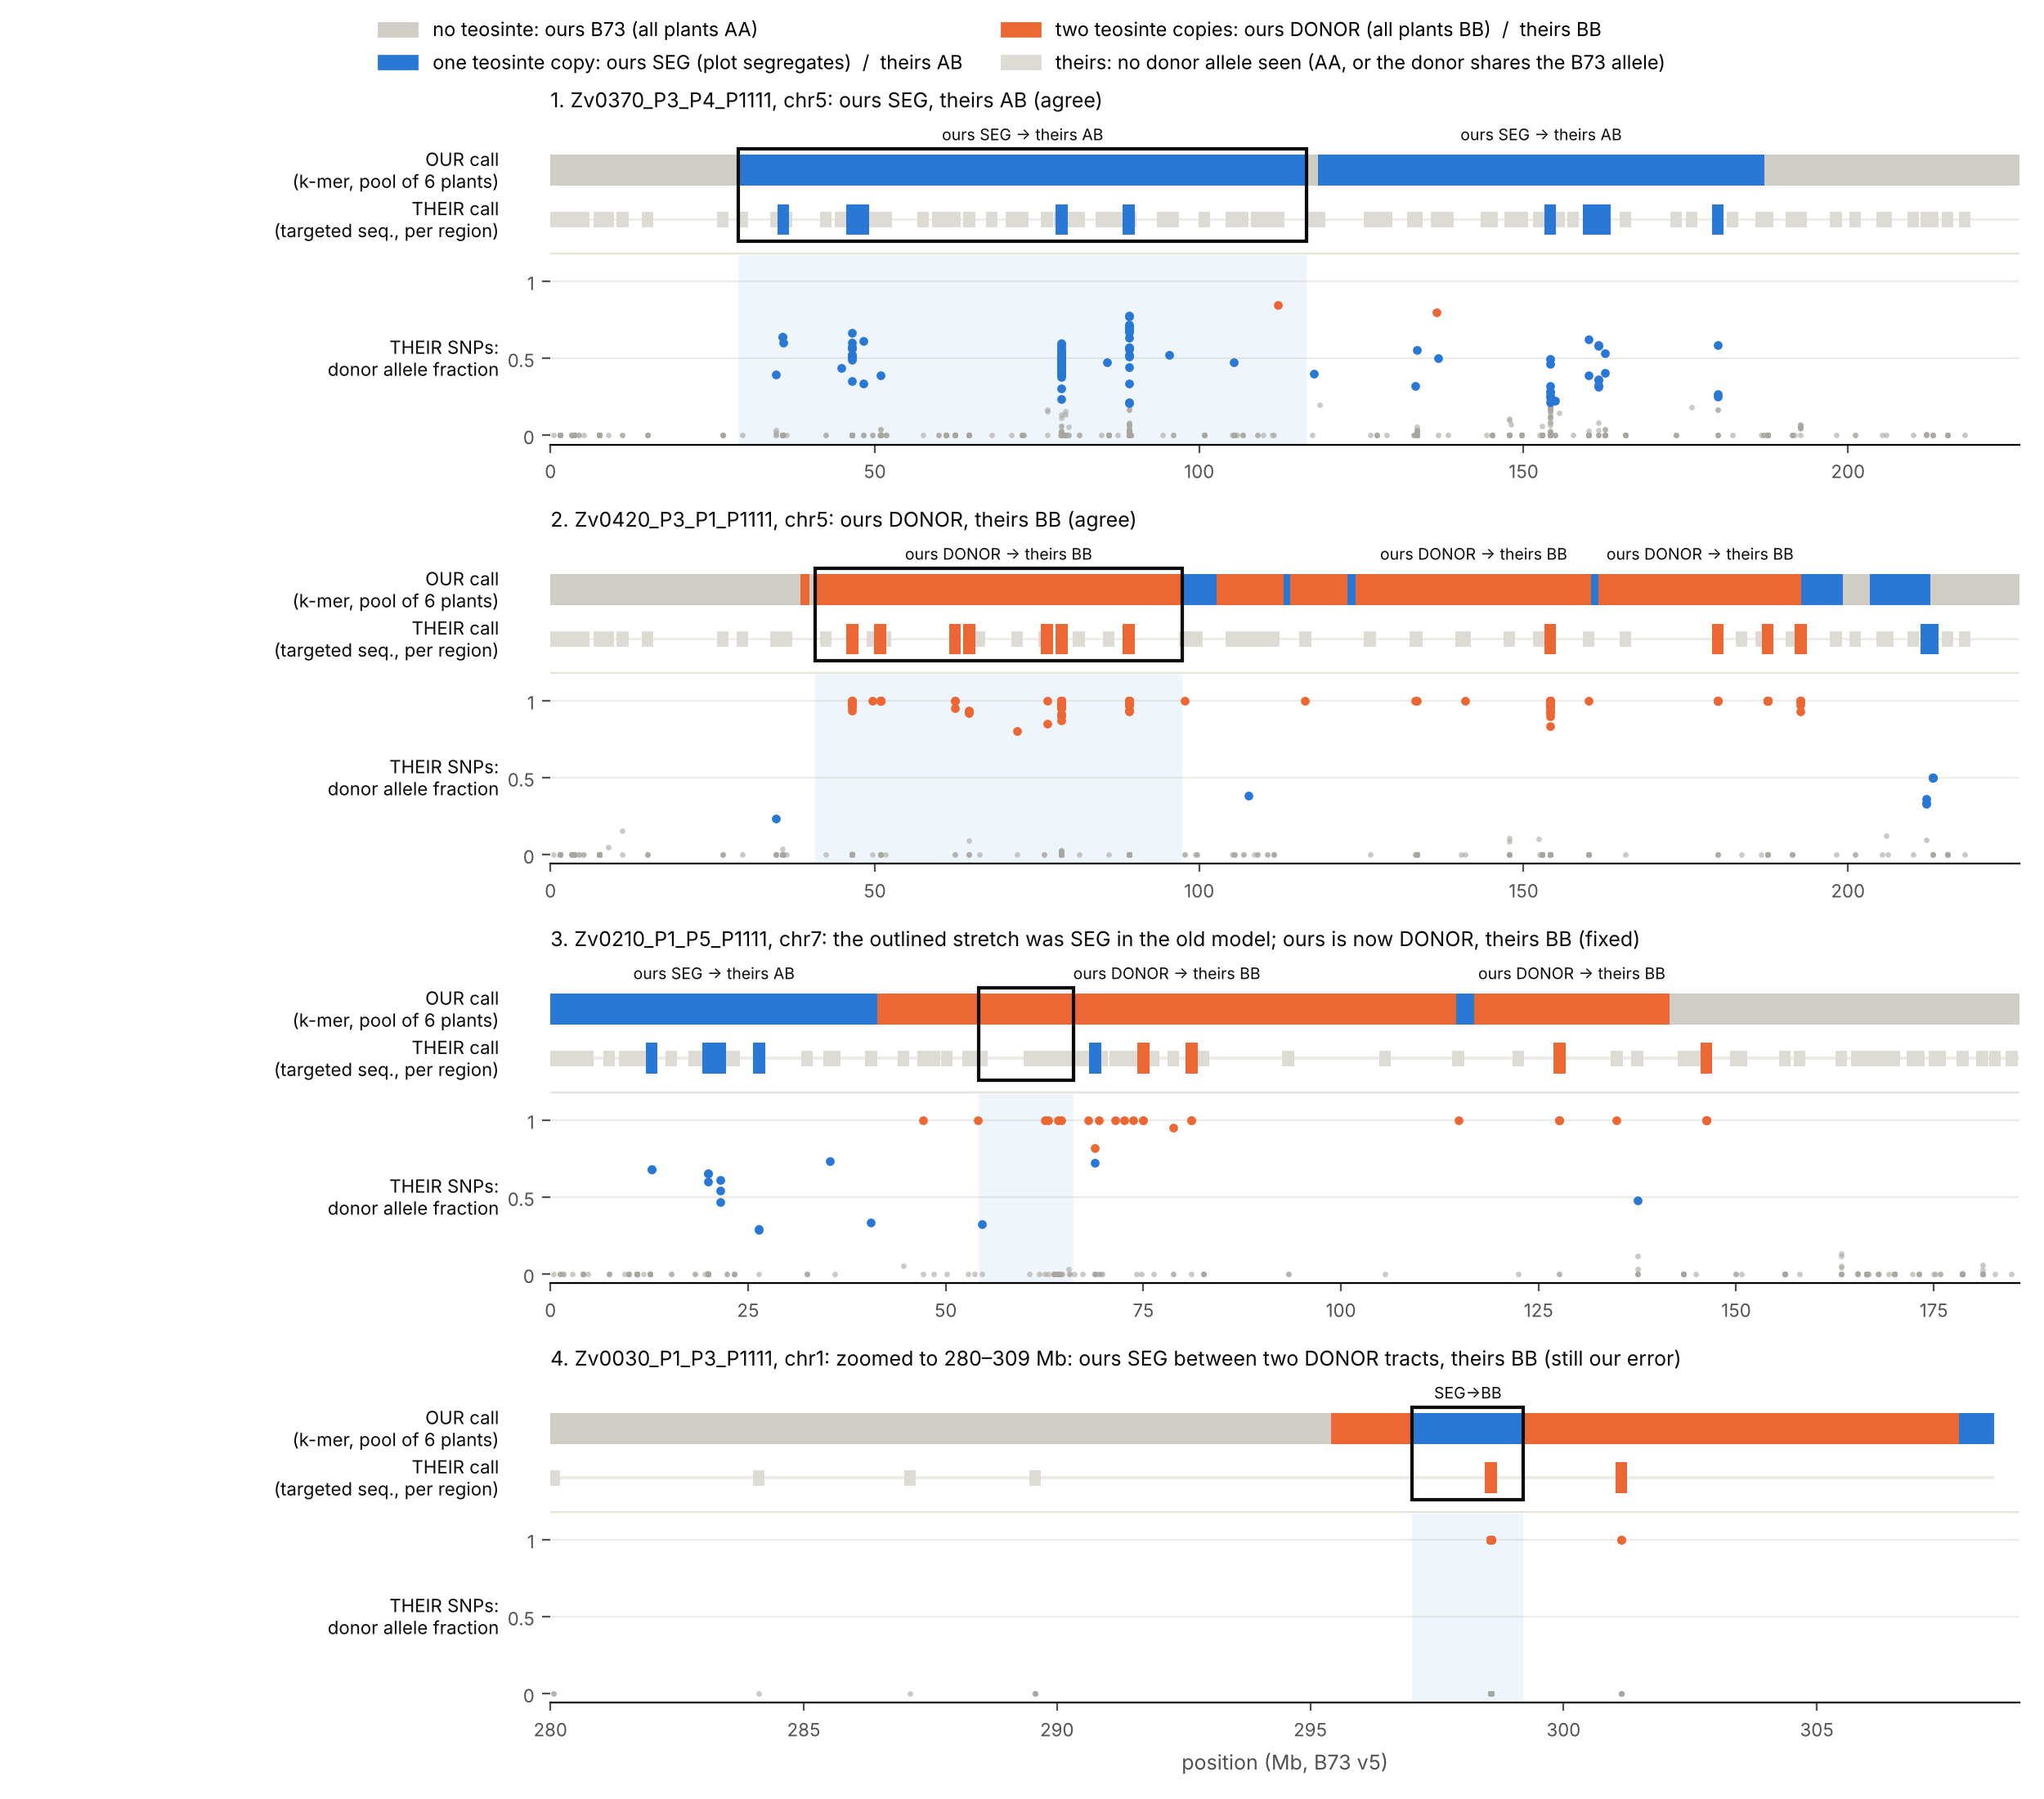 no teosinte: ours B73 (all plants AA)
two teosinte copies: ours DONOR (all plants BB)  /  theirs BB
one teosinte copy: ours SEG (plot segregates)  /  theirs AB
theirs: no donor allele seen (AA, or the donor shares the B73 allele)
1. Zv0370_P3_P4_P1111, chr5: ours SEG, theirs AB (agree)
ours SEG → theirs AB
ours SEG → theirs AB
OUR call
(k-mer, pool of 6 plants)
THEIR call
(targeted seq., per region)
1
THEIR SNPs:
donor allele fraction
0.5
0
0 50 100 150 200
2. Zv0420_P3_P1_P1111, chr5: ours DONOR, theirs BB (agree)
ours DONOR → theirs BB
ours DONOR → theirs BB
ours DONOR → theirs BB
OUR call
(k-mer, pool of 6 plants)
THEIR call
(targeted seq., per region)
1
THEIR SNPs:
donor allele fraction
0.5
0
0 50 100 150 200
3. Zv0210_P1_P5_P1111, chr7: the outlined stretch was SEG in the old model; ours is now DONOR, theirs BB (fixed)
ours SEG → theirs AB
ours DONOR → theirs BB
ours DONOR → theirs BB
OUR call
(k-mer, pool of 6 plants)
THEIR call
(targeted seq., per region)
1
THEIR SNPs:
donor allele fraction
0.5
0
0 25 50 75 100 125 150 175
4. Zv0030_P1_P3_P1111, chr1: zoomed to 280–309 Mb: ours SEG between two DONOR tracts, theirs BB (still our error)
SEG→BB
OUR call
(k-mer, pool of 6 plants)
THEIR call
(targeted seq., per region)
1
THEIR SNPs:
donor allele fraction
0.5
0
280 285 290 295 300 305
position (Mb, B73 v5)